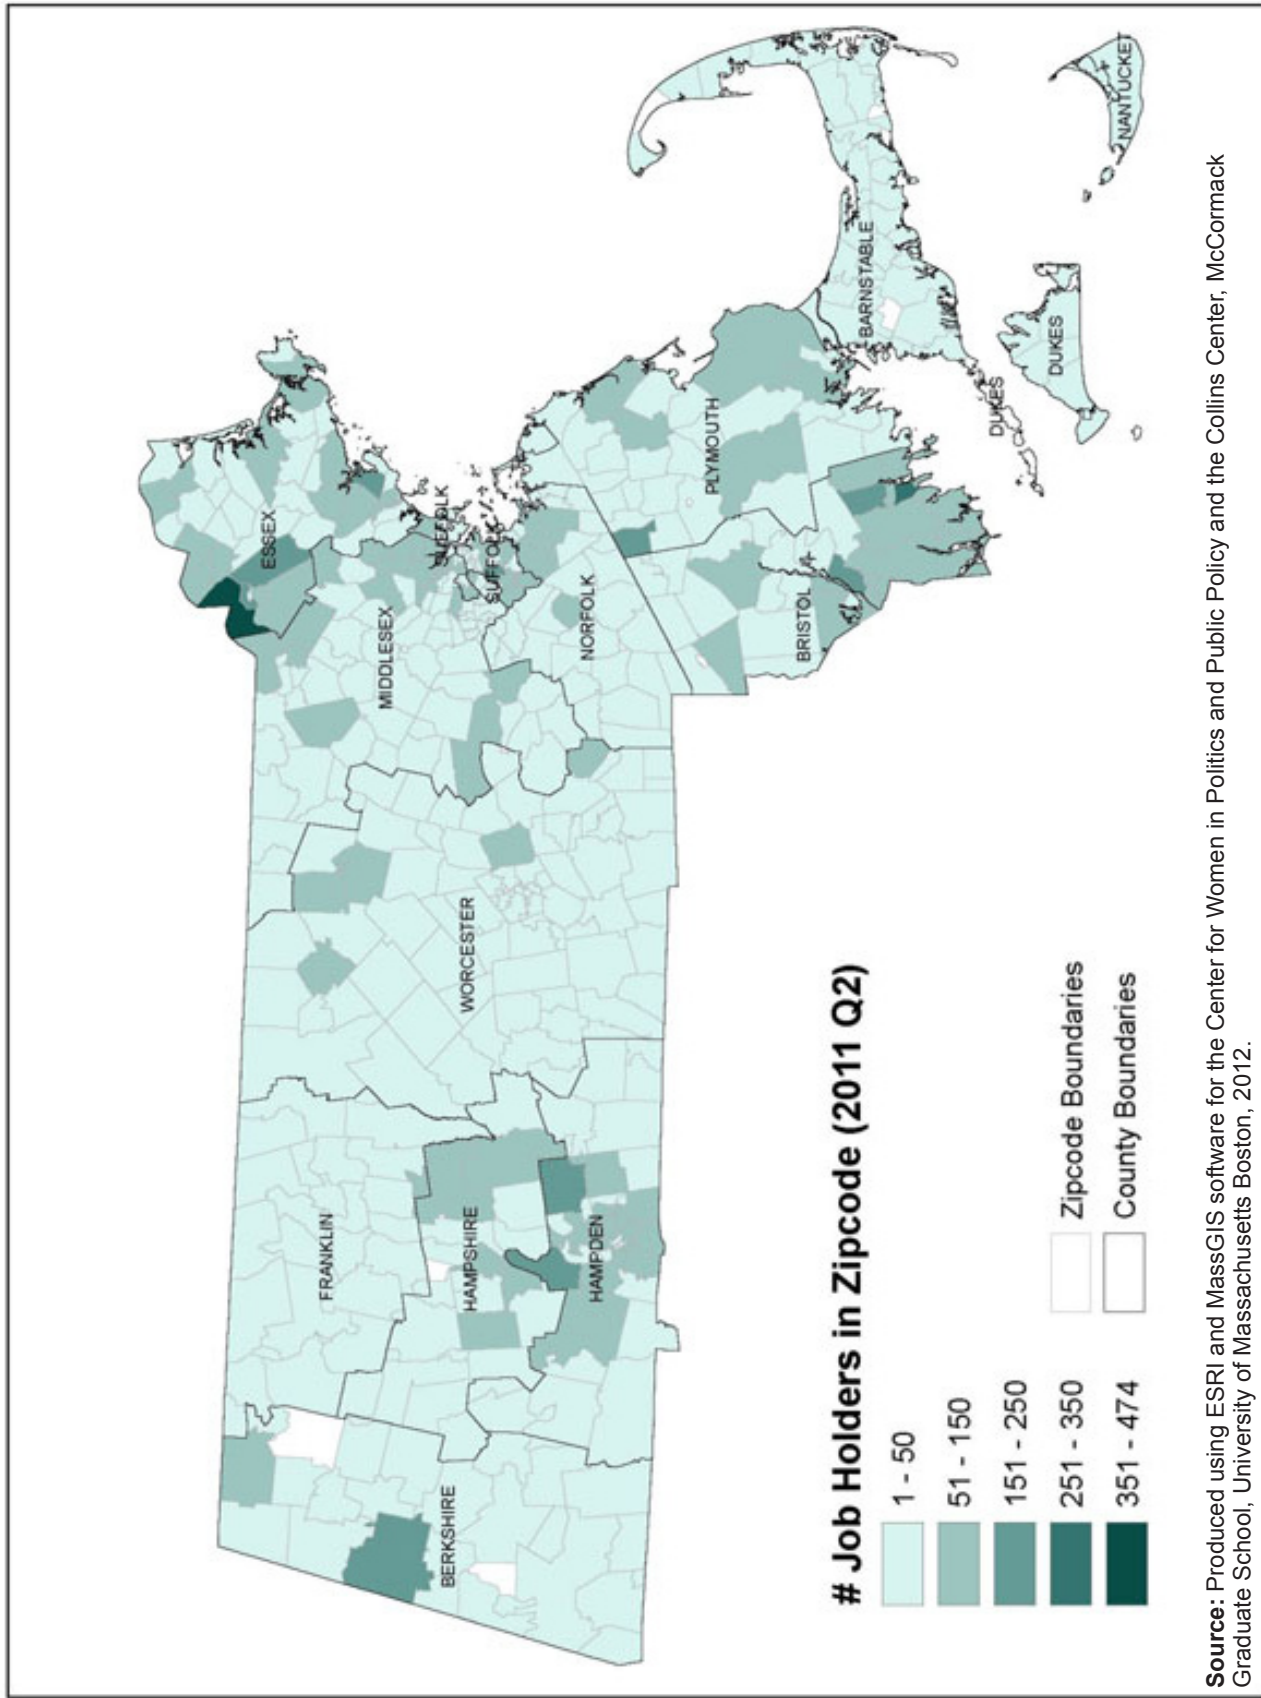 BERKSHIRE
FRANKLIN
HAMPSHIRE
HAMPDEN
WORCESTER
MIDDLESEX
ESSEX
SUFFOLK
SUFFOLK
NORFOLK
BRISTOL
PLYMOUTH
BARNSTABLE
DUKES
DUKES
NANTUCKET
# Job Holders in Zipcode (2011 Q2)
1 - 50
51 - 150
151 - 250
251 - 350
351 - 474
Zipcode Boundaries
County Boundaries
Source: Produced using ESRI and MassGIS software for the Center for Women in Politics and Public Policy and the Collins Center, McCormack
Graduate School, University of Massachusetts Boston, 2012.